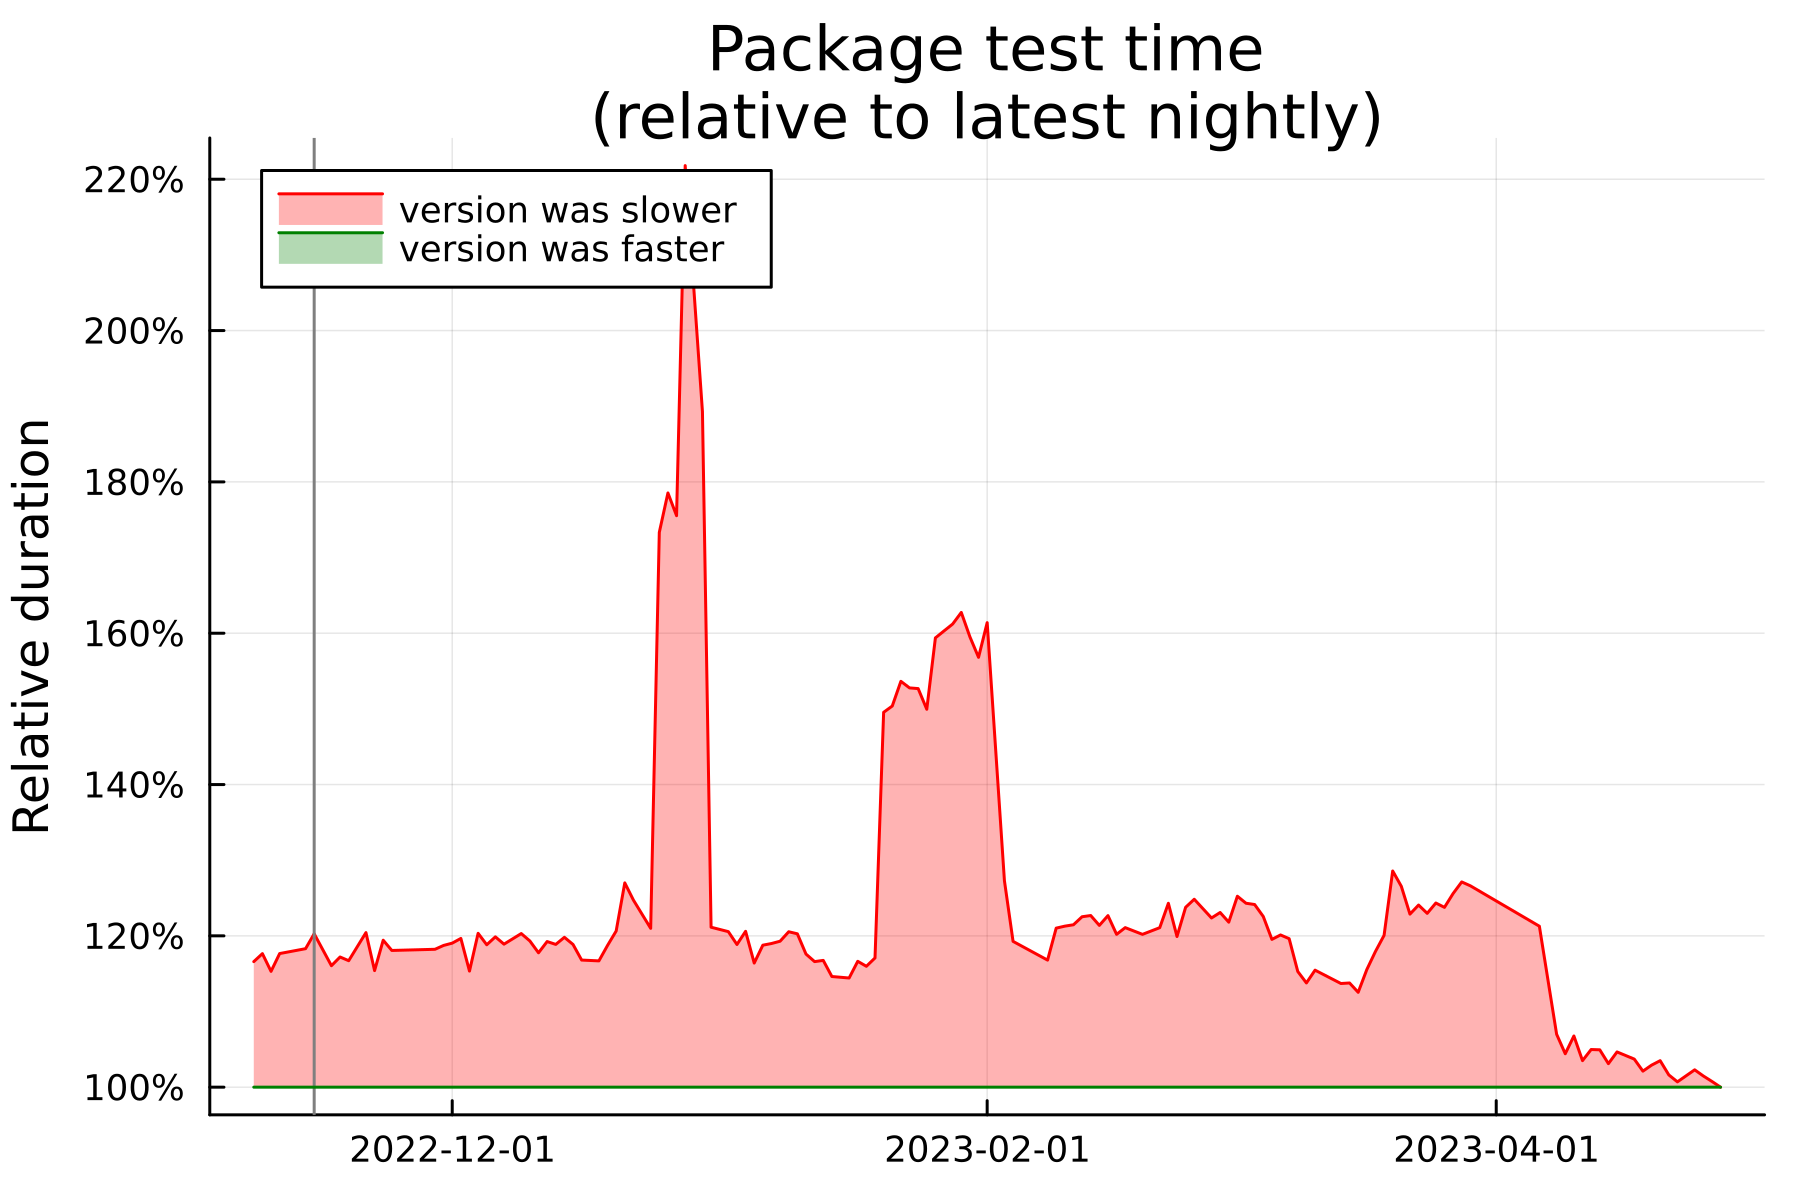 Package test time
(relative to latest nightly)
version was slower
version was faster
Relative duration
220%
200%
180%
160%
140%
120%
100%
2022-12-01
2023-02-01
2023-04-01